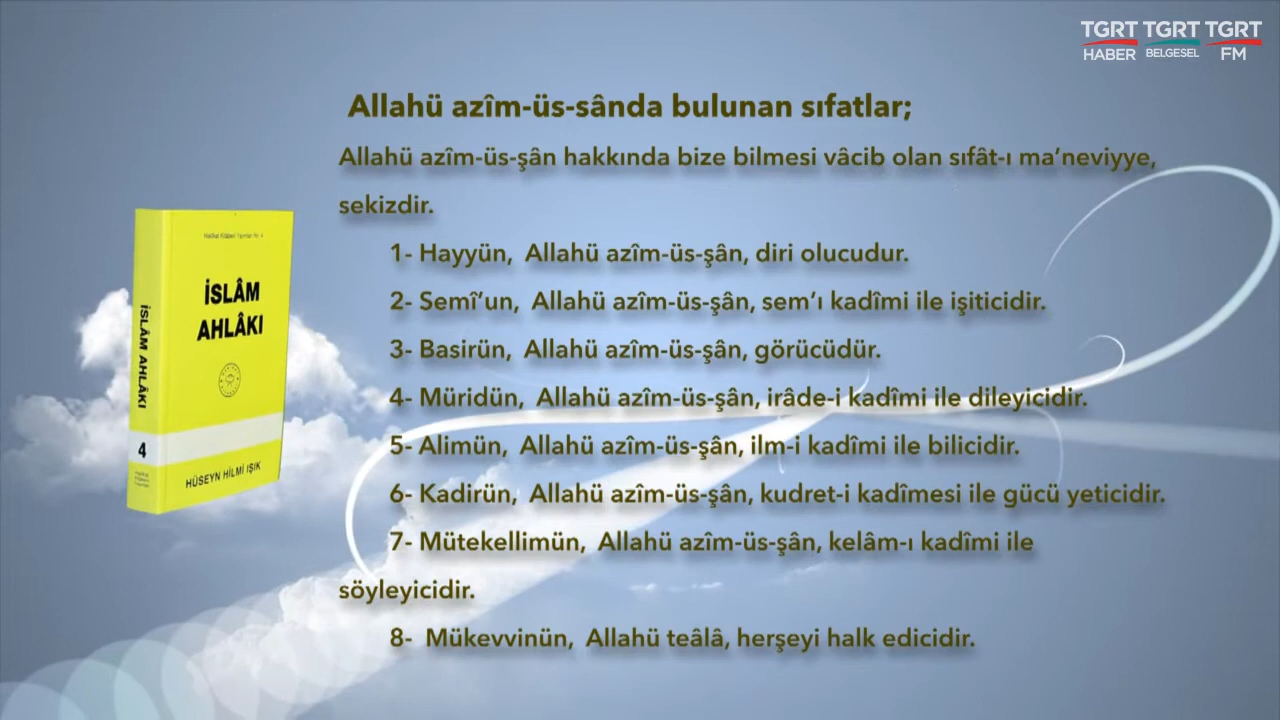 TGRT TGRT TGRT
HABER BELGESEL FM
Allahü azîm-üs-sânda bulunan sıfatlar;
Allahü azîm-üs-şân hakkında bize bilmesi vâcib olan sıfât-ı ma’neviyye,
sekizdir.
1- Hayyün, Allahü azîm-üs-şân, diri olucudur.
2- Semî’un, Allahü azîm-üs-şân, sem’ı kadîmi ile işiticidir.
3- Basirün, Allahü azîm-üs-şân, görücüdür.
4- Müridün, Allahü azîm-üs-şân, irâde-i kadîmi ile dileyicidir.
5- Alimün, Allahü azîm-üs-şân, ilm-i kadîmi ile bilicidir.
6- Kadirün, Allahü azîm-üs-şân, kudret-i kadîmesi ile gücü yeticidir.
7- Mütekellimün, Allahü azîm-üs-şân, kelâm-ı kadîmi ile
söyleyicidir.
8- Mükevvinün, Allahü teâlâ, herşeyi halk edicidir.
Hakîkat Kitâbevi Yayınları No: 4
İSLÂM
AHLÂKI
HÜSEYN HİLMİ IŞIK
İSLÂM AHLÂKI
4